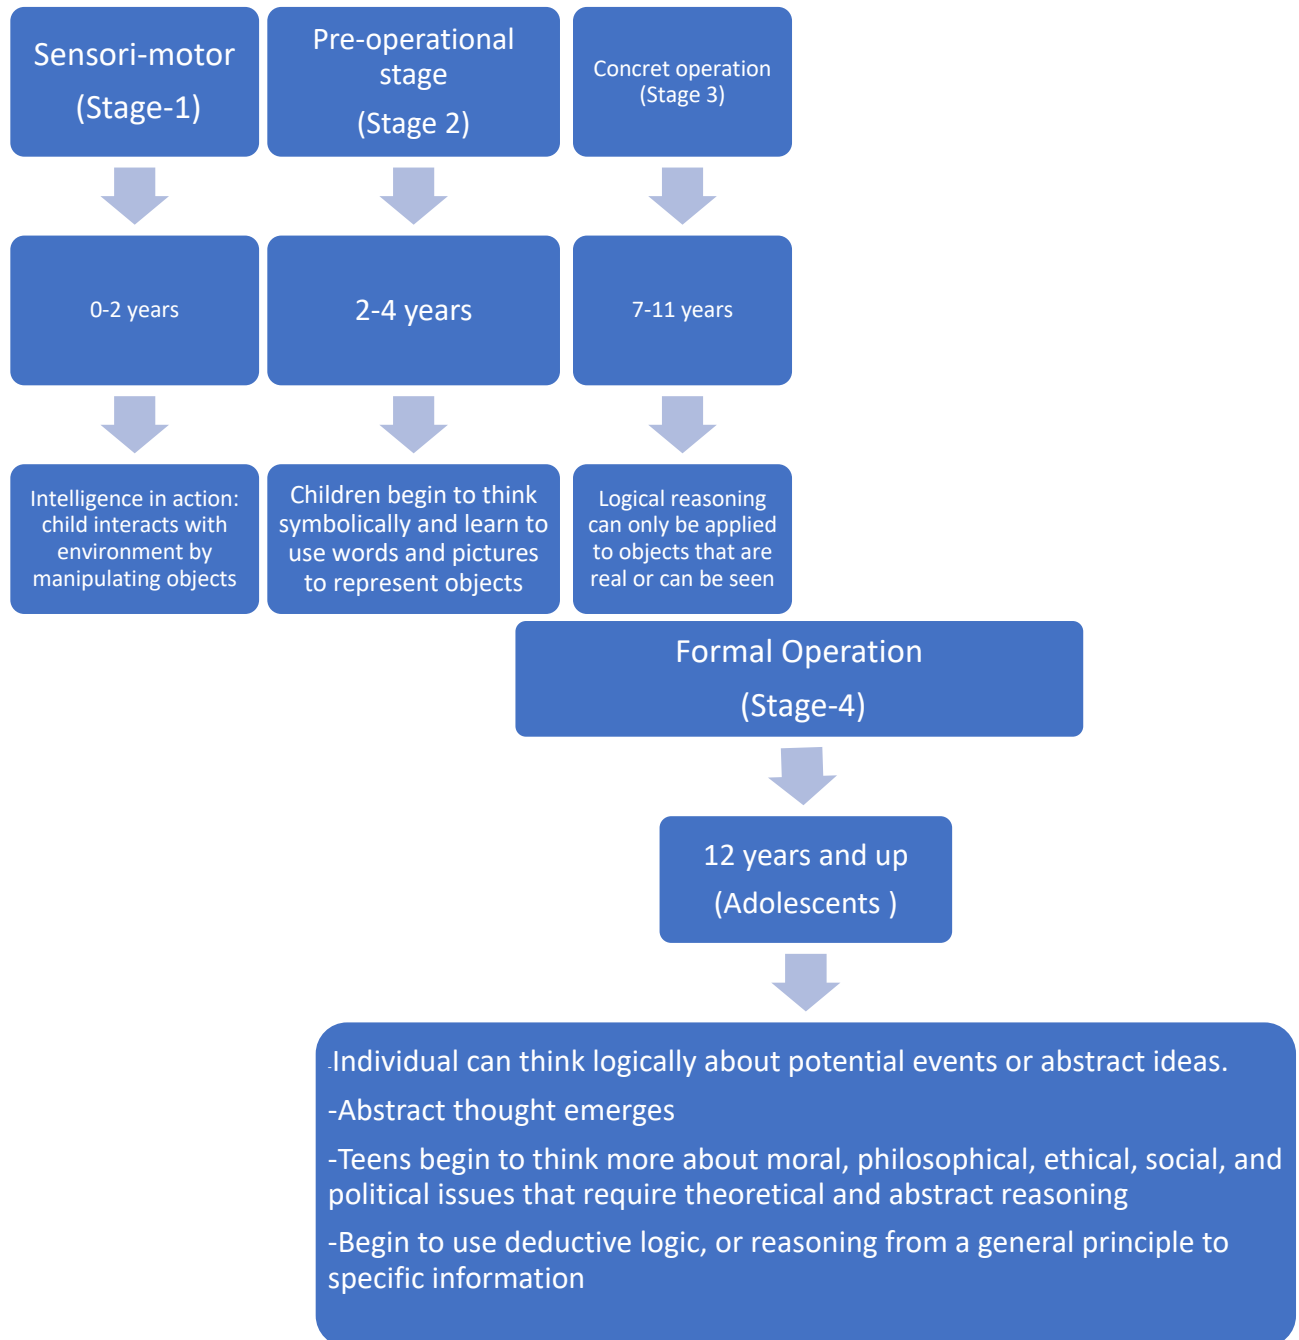 Sensori-motor
(Stage-1)
0-2 years
Intelligence in action:
child interacts with
environment by
manipulating objects
Pre-operational
stage
(Stage 2)
2-4 years
Children begin to think
symbolically and learn to
use words and pictures
to represent objects
Concret operation
(Stage 3)
7-11 years
Logical reasoning
can only be applied
to objects that are
real or can be seen
Formal Operation
(Stage-4)
12 years and up
(Adolescents )
-Individual can think logically about potential events or abstract ideas.
-Abstract thought emerges
-Teens begin to think more about moral, philosophical, ethical, social, and
political issues that require theoretical and abstract reasoning
-Begin to use deductive logic, or reasoning from a general principle to
specific information